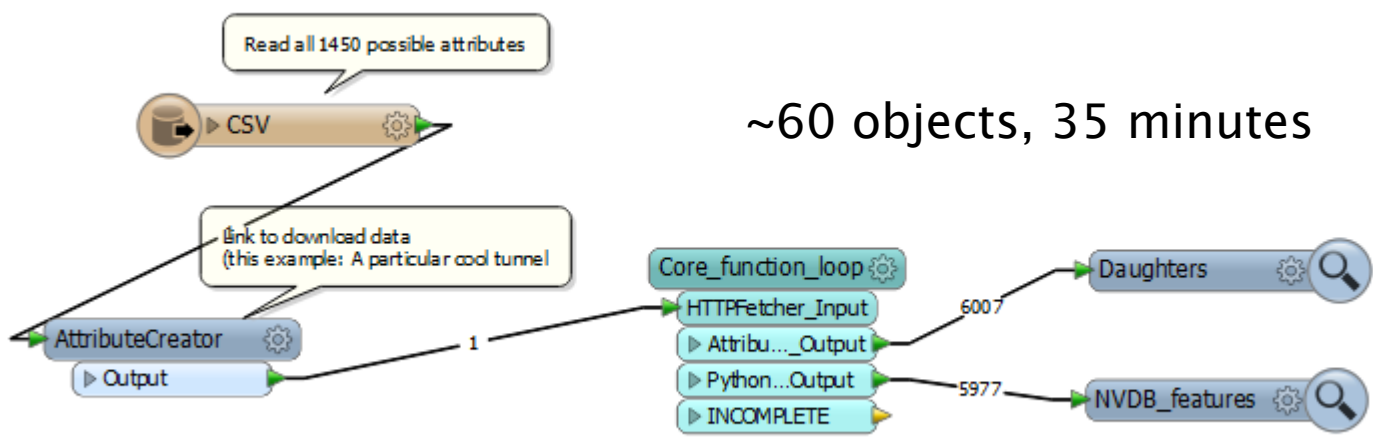 Read all 1450 possible attributes
CSV
~60 objects, 35 minutes
Link to download data
(this example: A particular cool tunnel
AttributeCreator
Output
1
Core_function_loop
HTTPFetcher_Input
Attribu..._Output
Python...Output
INCOMPLETE
6007
Daughters
5977
NVDB_features